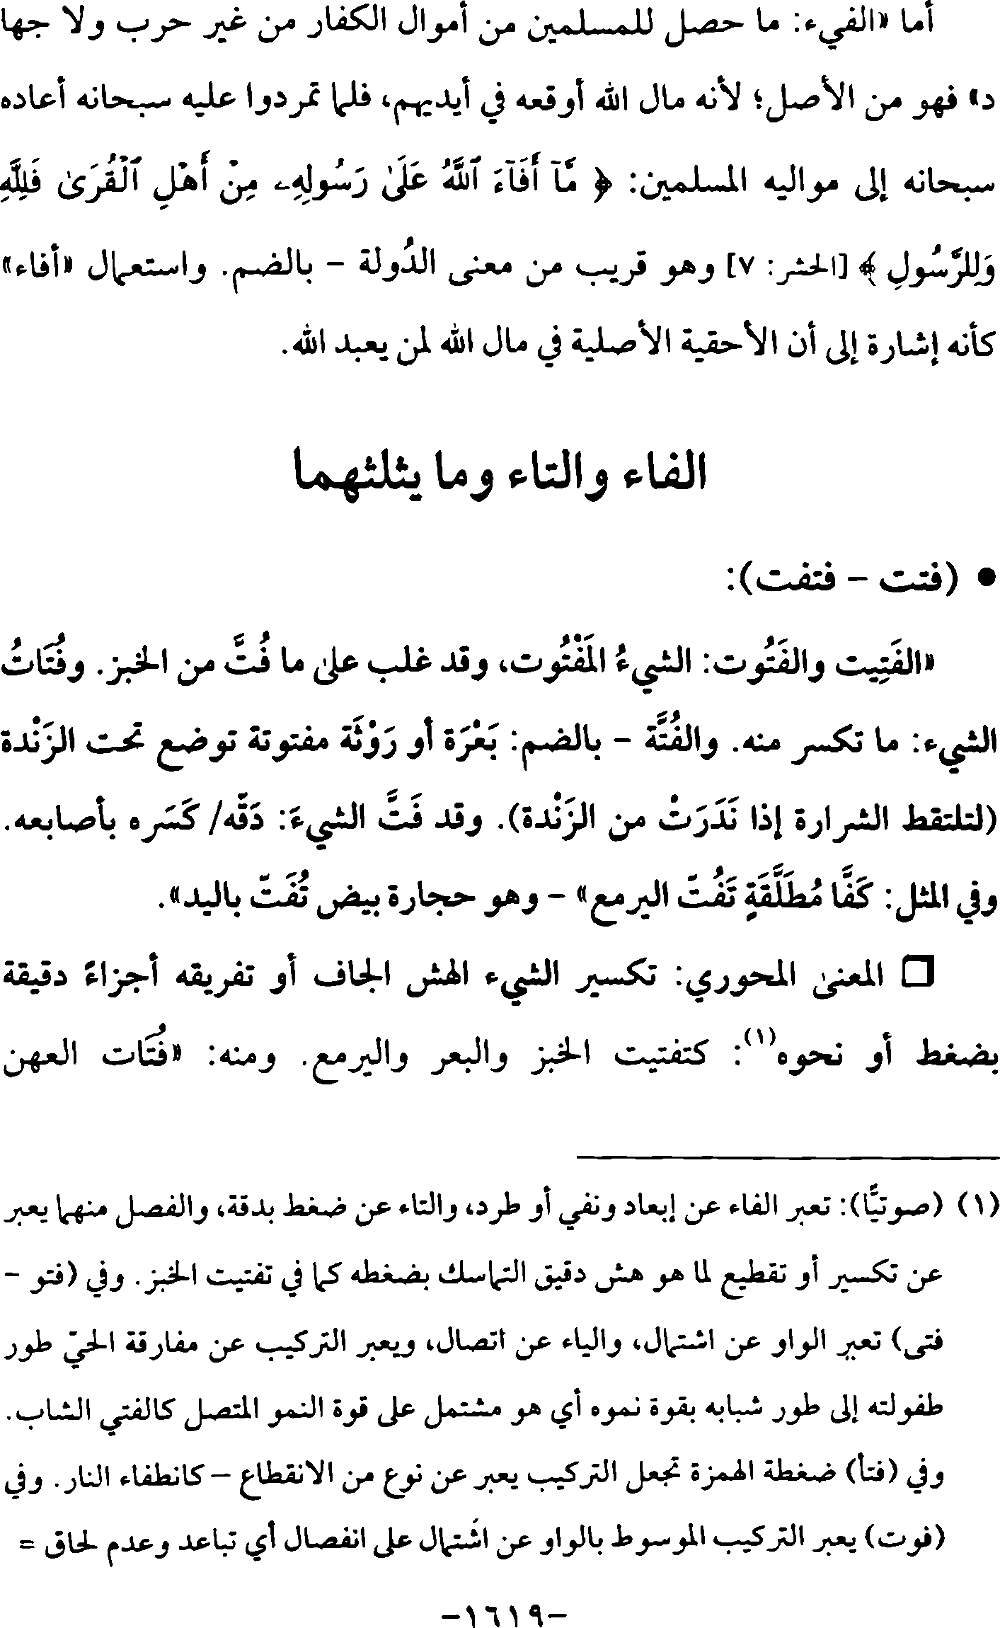 أما «الفيء: ما حصل للمسلمين من أموال الكفار من غير حرب ولا جها
د» فهو من الأصل؛ لأنه مال الله أوقعه في أيديهم، فلما تمردوا عليه سبحانه أعاده
سبحانه إلى مواليه المسلمين: ﴿ مَّآ أَفَآءَ ٱللَّهُ عَلَىٰ رَسُولِهِۦ مِنْ أَهْلِ ٱلْقُرَىٰ فَلِلَّهِ
وَلِلرَّسُولِ ﴾ [الحشر: ٧] وهو قريب من معنى الدُولة - بالضم. واستعمال «أفاء»
كأنه إشارة إلى أن الأحقية الأصلية في مال الله لمن يعبد الله.
الفاء والتاء وما يثلثهما
• (فتت - فتفت):
«الفَتِيت والفَتُوت: الشيءُ المَفْتُوت، وقد غلب علىٰ ما فُتَّ من الخبز. وفُتَاتُ
الشيء: ما تكسر منه. والفُتَّة - بالضم: بَعْرَة أو رَوْثَة مفتوتة توضع تحت الزَنْدة
(لتلتقط الشرارة إذا نَدَرَتْ من الزَنْدة). وقد فَتَّ الشيءَ: دَقّه/ كَسَره بأصابعه.
وفي المثل: كَفَّا مُطَلَّقَةٍ تَفُتّ اليرمع» - وهو حجارة بيض تُفَتّ باليد».
❑ المعنىٰ المحوري: تكسير الشيء الهش الجاف أو تفريقه أجزاءً دقيقة
بضغط أو نحوه(١): كتفتيت الخبز والبعر واليرمع. ومنه: «فُتَات العهن
(١) (صوتيًّا): تعبر الفاء عن إبعاد ونفي أو طرد، والتاء عن ضغط بدقة، والفصل منهما يعبر
عن تكسير أو تقطيع لما هو هش دقيق التماسك بضغطه كما في تفتيت الخبز. وفي (فتو -
فتى) تعبر الواو عن اشتمال، والياء عن اتصال، ويعبر التركيب عن مفارقة الحيّ طور
طفولته إلى طور شبابه بقوة نموه أي هو مشتمل على قوة النمو المتصل كالفتي الشاب.
وفي (فتأ) ضغطة الهمزة تجعل التركيب يعبر عن نوع من الانقطاع - كانطفاء النار. وفي
(فوت) يعبر التركيب الموسوط بالواو عن اشتمال على انفصال أي تباعد وعدم لحاق =
-١٦١٩-